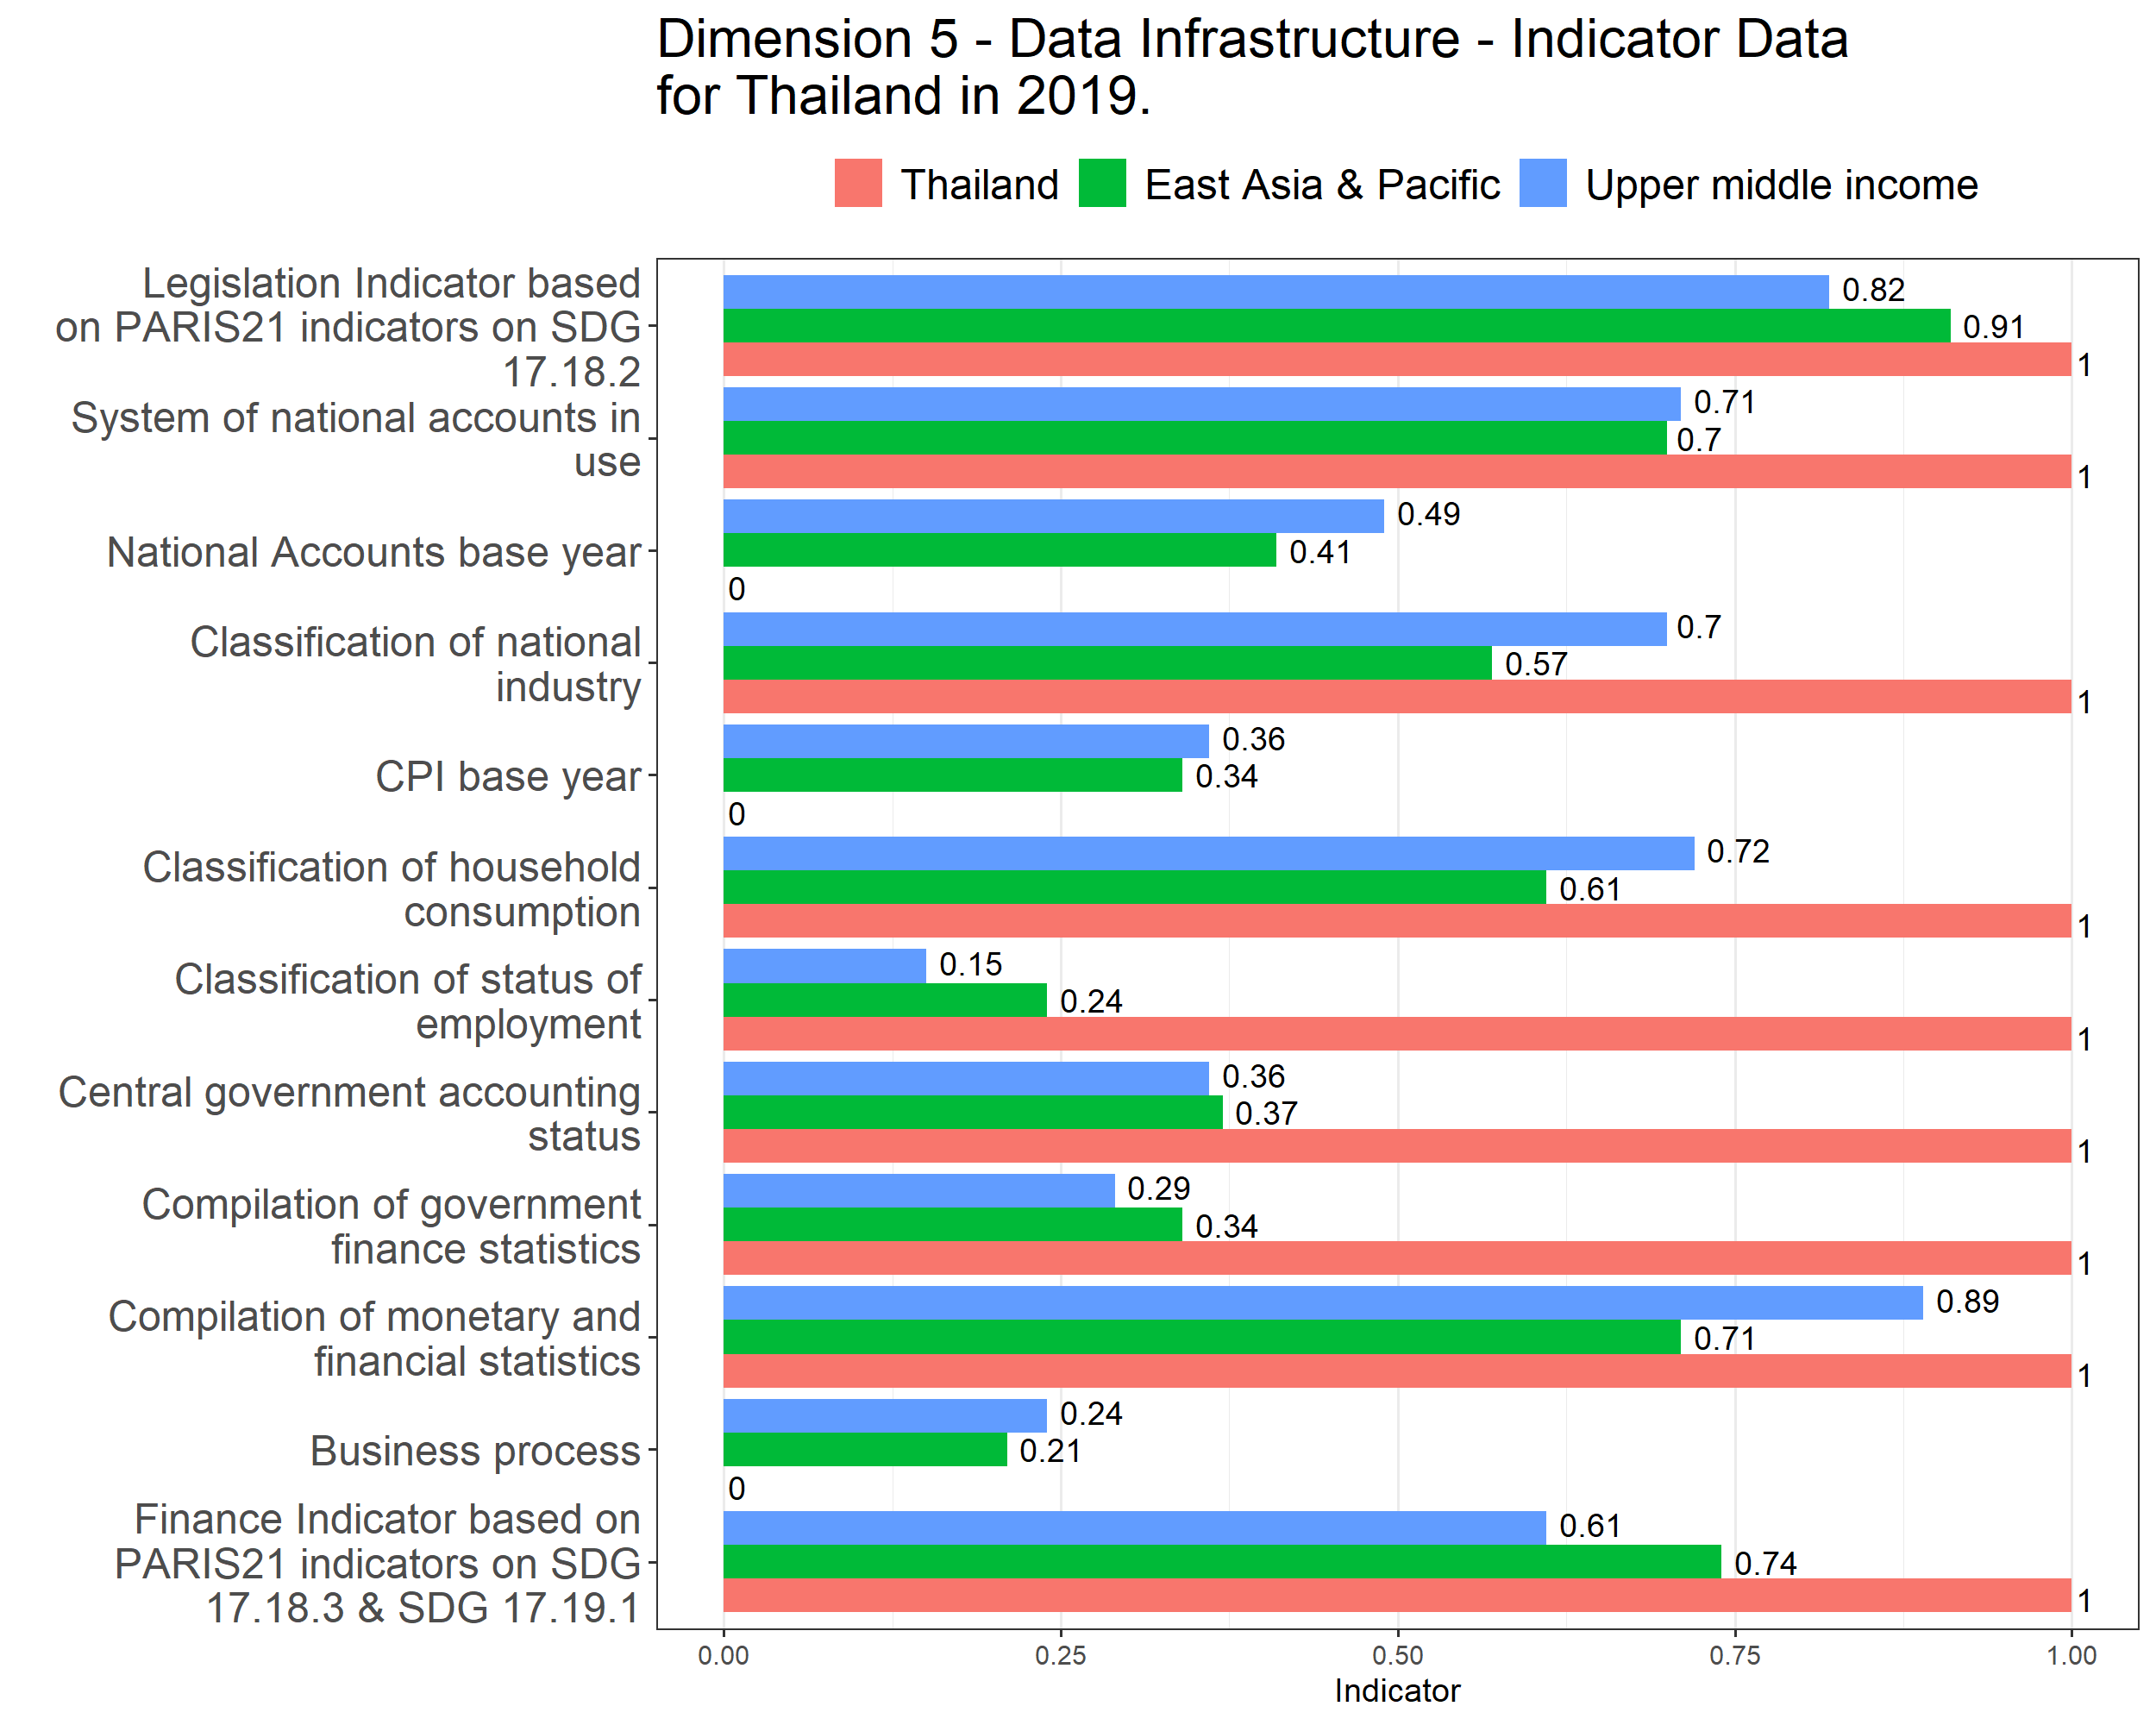 Dimension 5 - Data Infrastructure - Indicator Data
for Thailand in 2019.
Thailand
East Asia & Pacific
Upper middle income
Legislation Indicator based
on PARIS21 indicators on SDG
17.18.2
0.82
0.91
1
System of national accounts in
use
0.71
0.7
1
National Accounts base year
0.49
0.41
0
Classification of national
industry
0.7
0.57
1
CPI base year
0.36
0.34
0
Classification of household
consumption
0.72
0.61
1
Classification of status of
employment
0.15
0.24
1
Central government accounting
status
0.36
0.37
1
Compilation of government
finance statistics
0.29
0.34
1
Compilation of monetary and
financial statistics
0.89
0.71
1
Business process
0.24
0.21
0
Finance Indicator based on
PARIS21 indicators on SDG
17.18.3 & SDG 17.19.1
0.61
0.74
1
0.00
0.25
0.50
0.75
1.00
Indicator